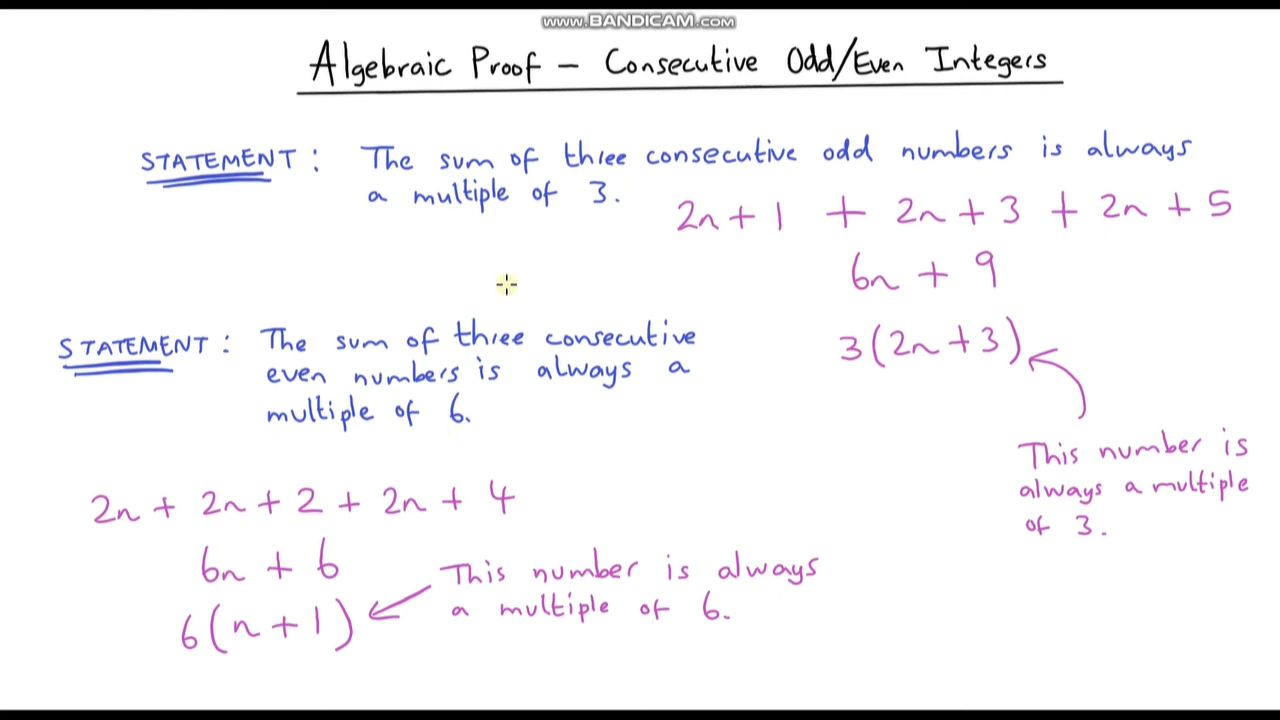 www.BANDICAM.com
Algebraic Proof – Consecutive Odd/Even Integers
STATEMENT: The sum of three consecutive odd numbers is always
a multiple of 3.
2n + 1 + 2n + 3 + 2n + 5
6n + 9
3(2n + 3)
This number is
always a multiple
of 3.
STATEMENT: The sum of three consecutive
even numbers is always a
multiple of 6.
2n + 2n + 2 + 2n + 4
6n + 6
6(n + 1)
This number is always
a multiple of 6.